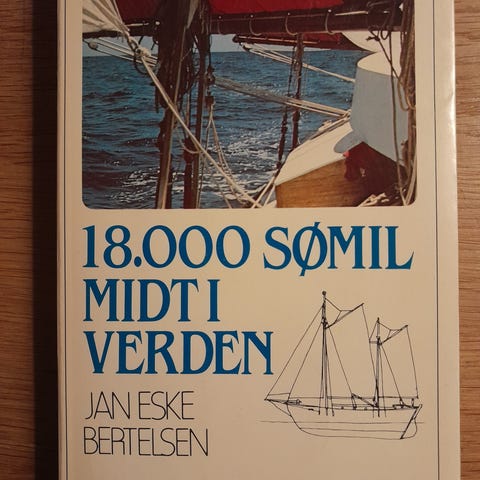 18.000 SØMIL
MIDT I
VERDEN
JAN ESKE
BERTELSEN